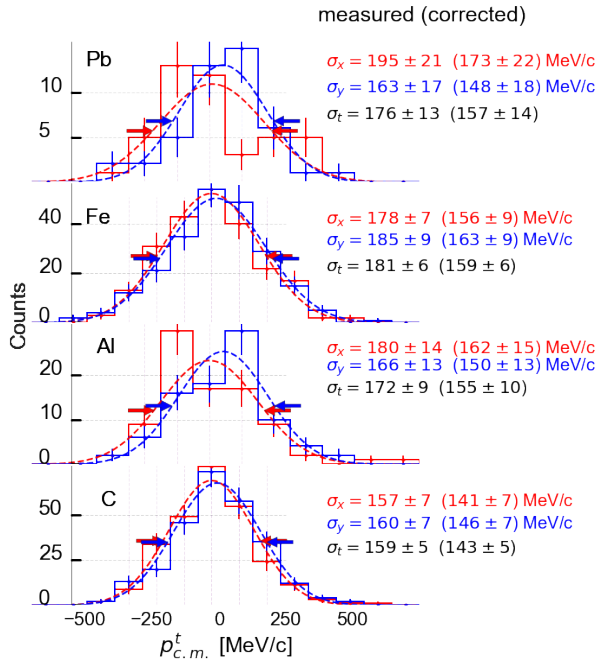 measured (corrected)
Pb
σx = 195 ± 21 (173 ± 22) MeV/c
σy = 163 ± 17 (148 ± 18) MeV/c
σt = 176 ± 13 (157 ± 14)
10
5
Fe
σx = 178 ± 7 (156 ± 9) MeV/c
σy = 185 ± 9 (163 ± 9) MeV/c
σt = 181 ± 6 (159 ± 6)
40
20
0
Counts
Al
σx = 180 ± 14 (162 ± 15) MeV/c
σy = 166 ± 13 (150 ± 13) MeV/c
σt = 172 ± 9 (155 ± 10)
20
10
0
C
σx = 157 ± 7 (141 ± 7) MeV/c
σy = 160 ± 7 (146 ± 7) MeV/c
σt = 159 ± 5 (143 ± 5)
50
25
0
−500 −250 0 250 500
p^t_{c.m.} [MeV/c]